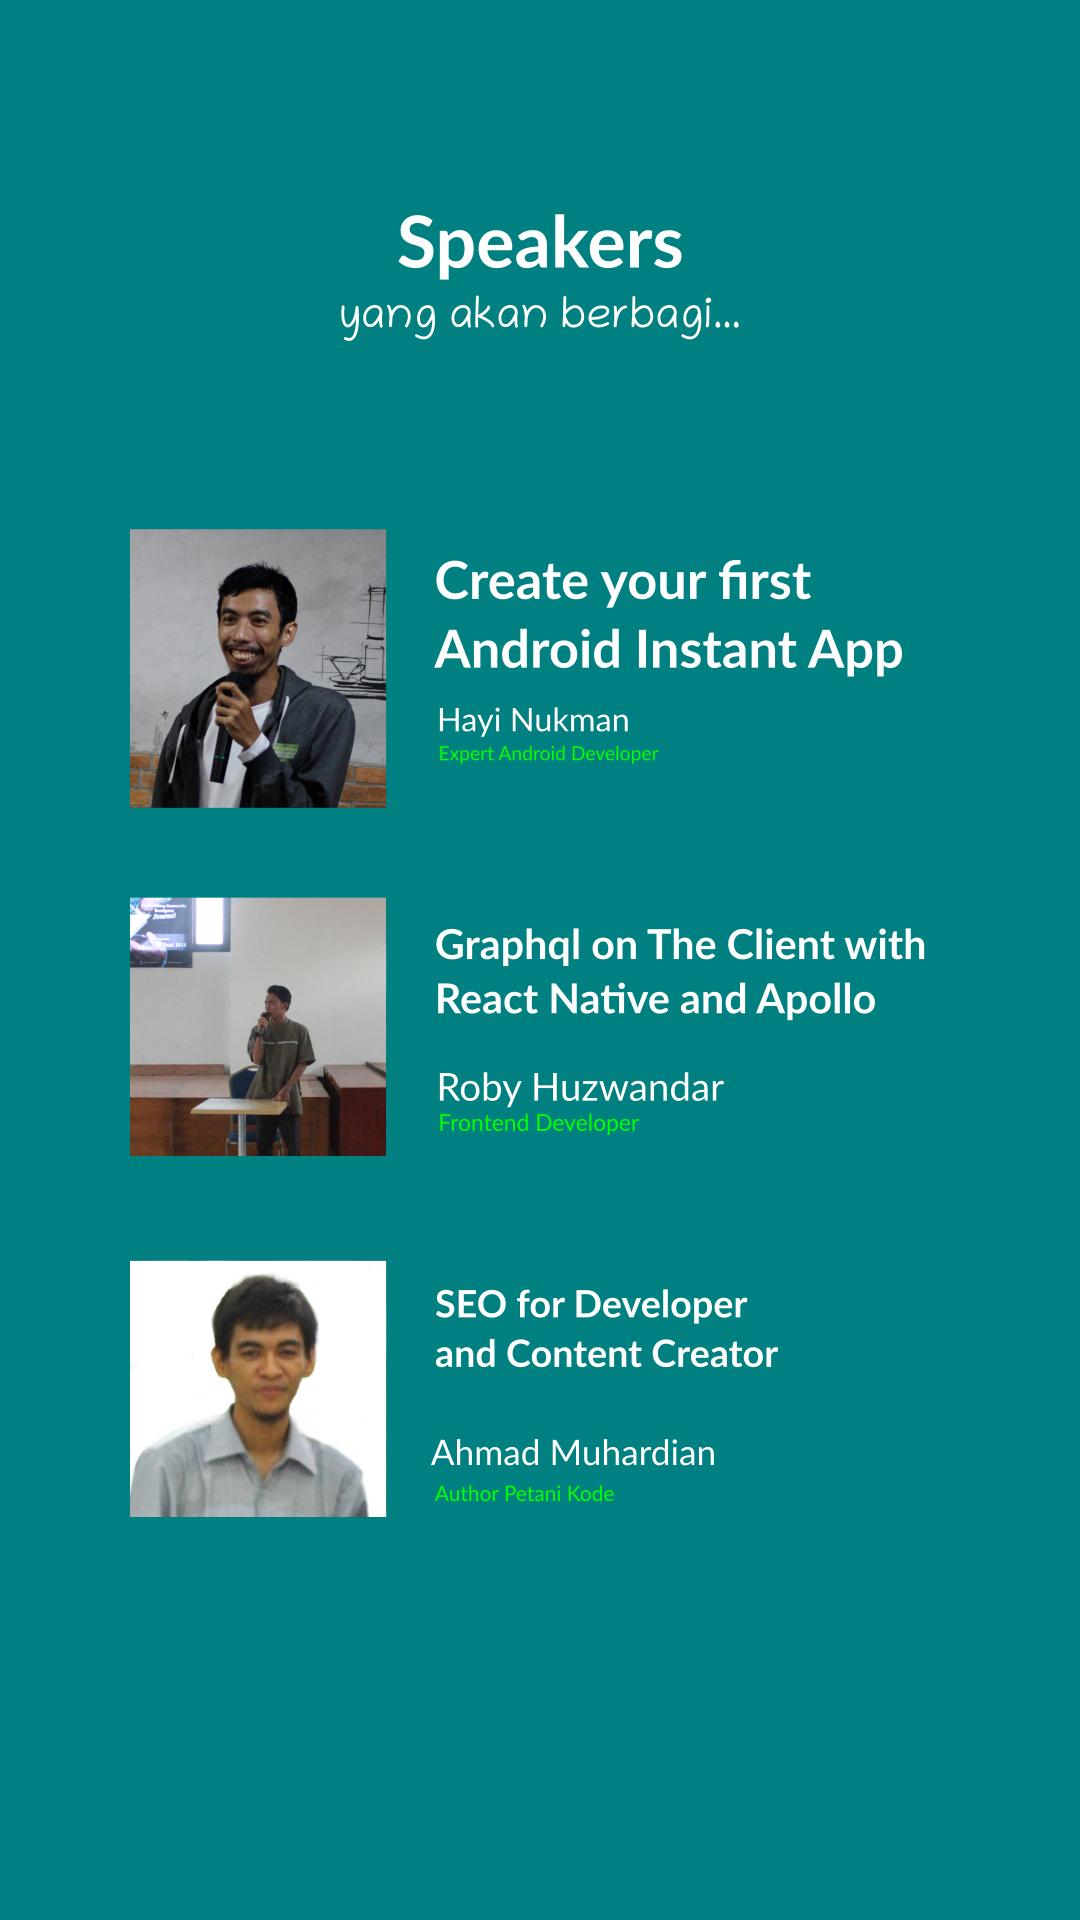 Speakers
yang akan berbagi...
Create your first
Android Instant App
Hayi Nukman
Expert Android Developer
Graphql on The Client with
React Native and Apollo
Roby Huzwandar
Frontend Developer
SEO for Developer
and Content Creator
Ahmad Muhardian
Author Petani Kode